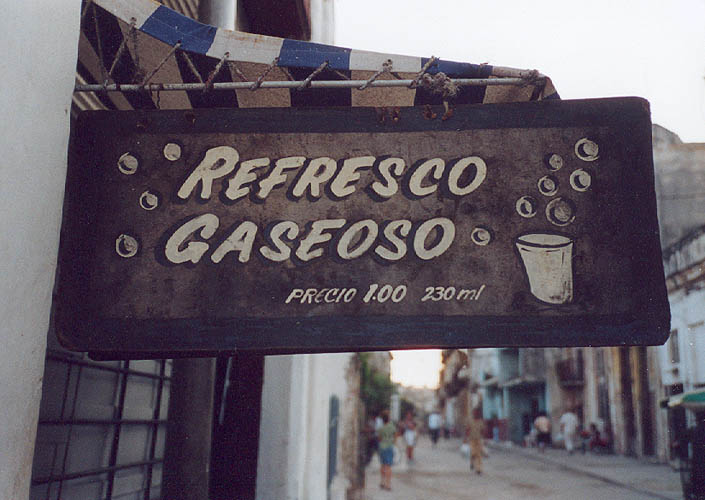 REFRESCO
GASEOSO
PRECIO 1.00 230 ml